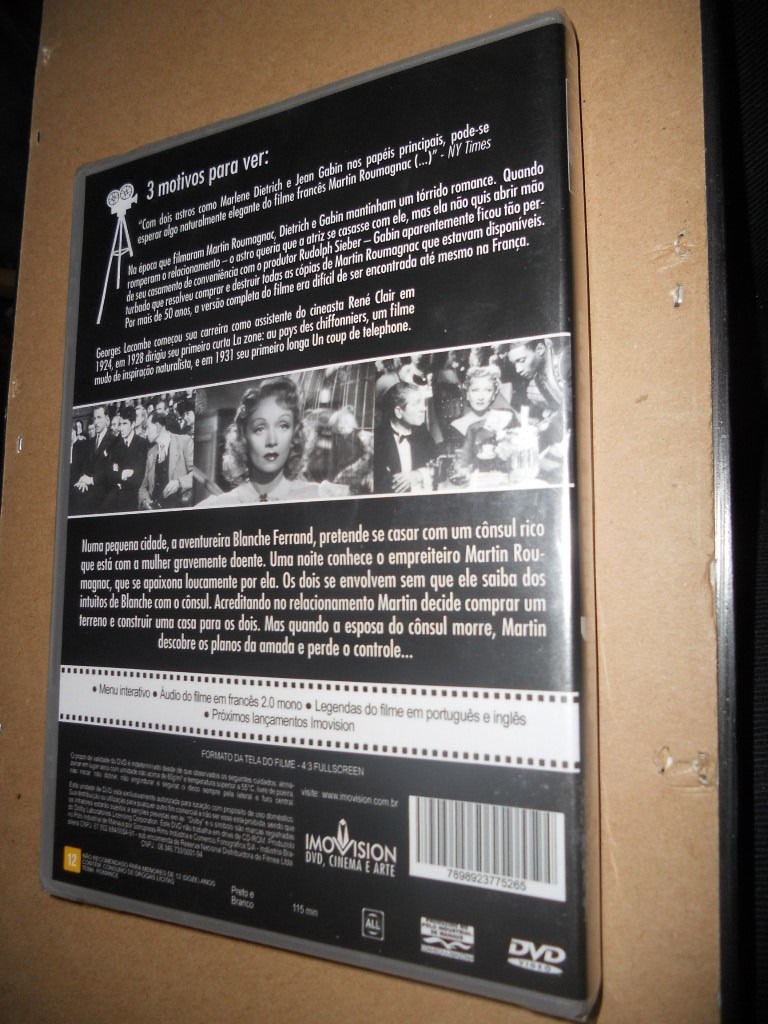 3 motivos para ver:
"Com dois astros como Marlene Dietrich e Jean Gabin nos papéis principais, pode-se
esperar algo naturalmente elegante do filme francês Martin Roumagnac (...)" - NY Times
Na época que filmaram Martin Roumagnac, Dietrich e Gabin mantinham um tórrido romance. Quando
romperam o relacionamento – o astro queria que a atriz se casasse com ele, mas ela não quis abrir mão
de seu casamento de conveniência com o produtor Rudolph Sieber – Gabin aparentemente ficou tão per-
turbado que resolveu comprar e destruir todas as cópias de Martin Roumagnac que estavam disponíveis.
Por mais de 50 anos, a versão completa do filme era difícil de ser encontrada até mesmo na França.
Georges Lacombe começou sua carreira como assistente do cineasta René Clair em
1924, em 1928 dirigiu seu primeiro curta La zone: au pays des chiffonniers, um filme
mudo de inspiração naturalista, e em 1931 seu primeiro longa Un coup de telephone.
Numa pequena cidade, a aventureira Blanche Ferrand, pretende se casar com um cônsul rico
que está com a mulher gravemente doente. Uma noite conhece o empreiteiro Martin Rou-
magnac, que se apaixona loucamente por ela. Os dois se envolvem sem que ele saiba dos
intuitos de Blanche com o cônsul. Acreditando no relacionamento Martin decide comprar um
terreno e construir uma casa para os dois. Mas quando a esposa do cônsul morre, Martin
descobre os planos da amada e perde o controle...
• Menu interativo • Áudio do filme em francês 2.0 mono • Legendas do filme em português e inglês
• Próximos lançamentos Imovision
FORMATO DA TELA DO FILME - 4:3 FULLSCREEN
visite: www.imovision.com.br
IMOVISION
DVD, CINEMA E ARTE
7898923775265
12
NÃO RECOMENDADO PARA MENORES DE 12 (DOZE) ANOS
Preto e
Branco
115 min
ALL
DVD
VIDEO